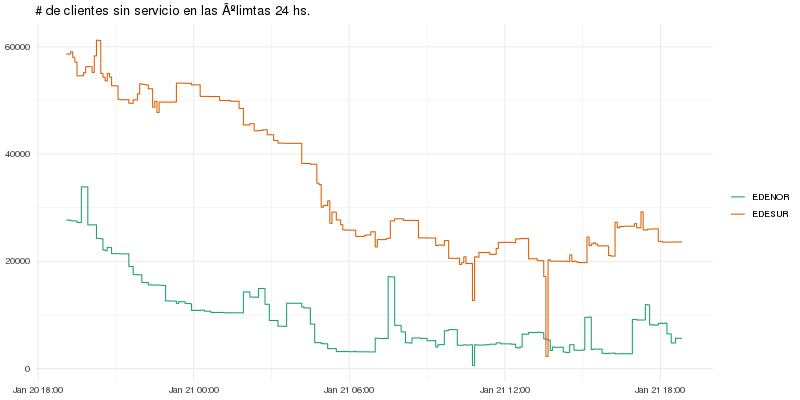 # de clientes sin servicio en las Ãºlimtas 24 hs.
60000
40000
20000
0
Jan 20 18:00
Jan 21 00:00
Jan 21 06:00
Jan 21 12:00
Jan 21 18:00
EDENOR
EDESUR